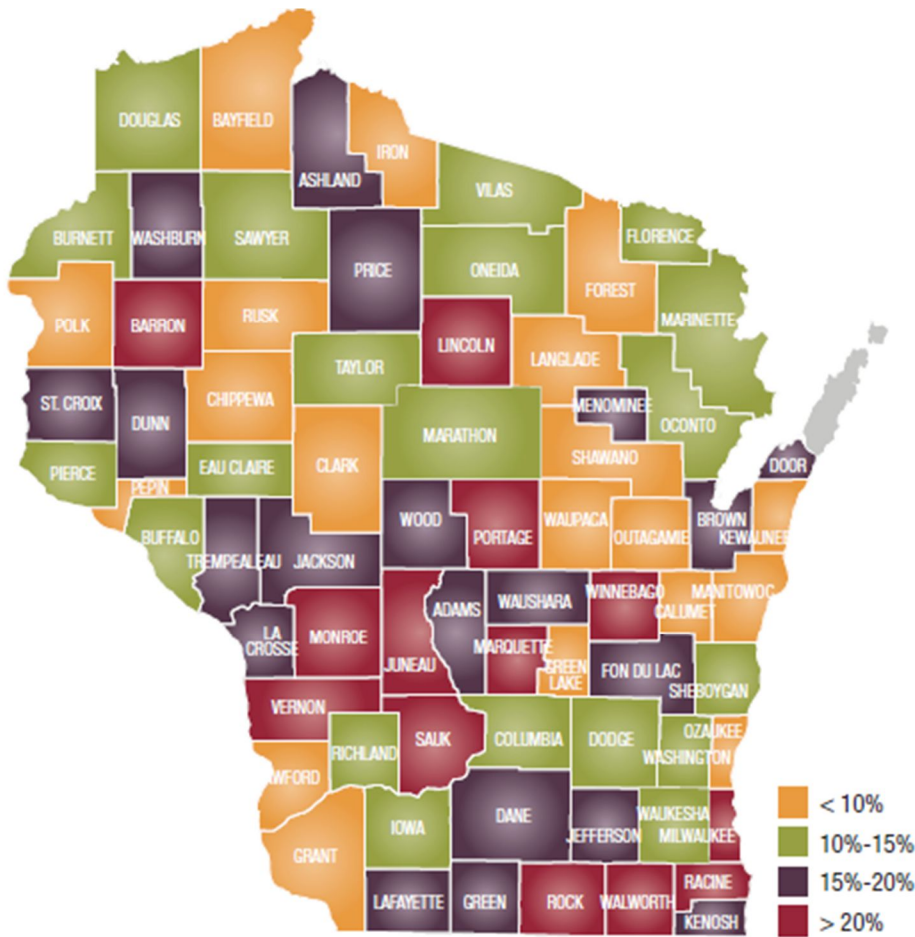 DOUGLAS
BAYFIELD
IRON
ASHLAND
VILAS
BURNETT
WASHBURN
SAWYER
FLORENCE
PRICE
ONEIDA
FOREST
POLK
BARRON
RUSK
MARINETTE
LINCOLN
TAYLOR
LANGLADE
ST. CROIX
CHIPPEWA
MENOMINEE
DUNN
MARATHON
OCONTO
PIERCE
EAU CLAIRE
CLARK
SHAWANO
DOOR
PEPIN
WOOD
WAUPACA
BROWN
BUFFALO
PORTAGE
OUTAGAMIE
KEWAUNEE
TREMPEALEAU
JACKSON
WINNEBAGO
MANITOWOC
ADAMS
WAUSHARA
CALUMET
LA
CROSSE
MONROE
MARQUETTE
JUNEAU
GREEN
LAKE
FON DU LAC
SHEBOYGAN
VERNON
SAUK
COLUMBIA
DODGE
OZAUKEE
RICHLAND
WASHINGTON
AWFORD
DANE
WAUKESHA
IOWA
JEFFERSON
MILWAUKEE
GRANT
RACINE
LAFAYETTE
GREEN
ROCK
WALWORTH
KENOSH
< 10%
10%-15%
15%-20%
> 20%